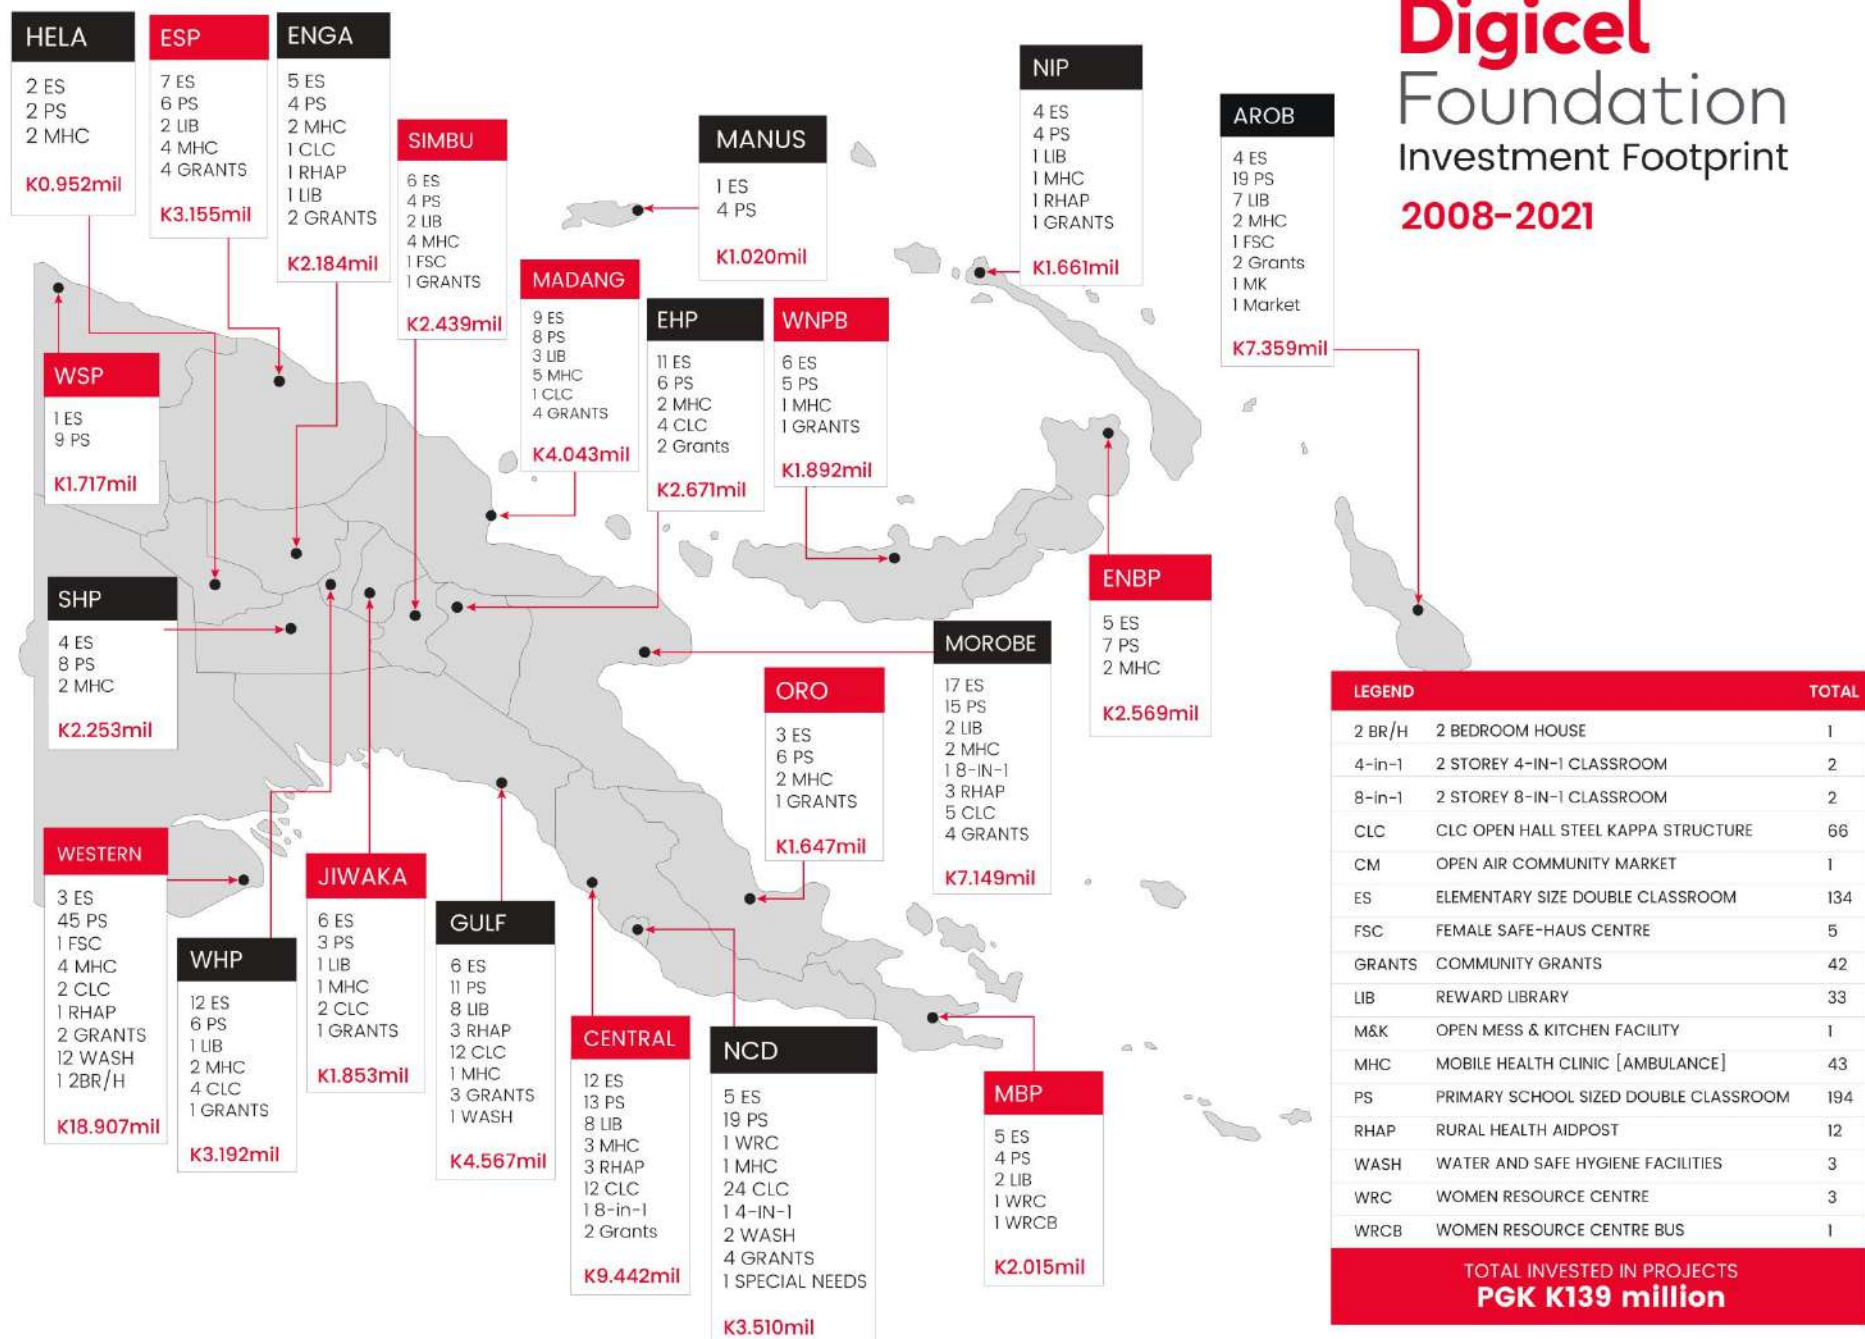 Digicel
Foundation
Investment Footprint
2008-2021
HELA
2 ES
2 PS
2 MHC
K0.952mil
ESP
7 ES
6 PS
2 LIB
4 MHC
4 GRANTS
K3.155mil
ENGA
5 ES
4 PS
2 MHC
1 CLC
1 RHAP
1 LIB
2 GRANTS
K2.184mil
SIMBU
6 ES
4 PS
2 LIB
4 MHC
1 FSC
1 GRANTS
K2.439mil
MADANG
9 ES
8 PS
3 LIB
5 MHC
1 CLC
4 GRANTS
K4.043mil
MANUS
1 ES
4 PS
K1.020mil
EHP
11 ES
6 PS
2 MHC
4 CLC
2 Grants
K2.671mil
WNPB
6 ES
5 PS
1 MHC
1 GRANTS
K1.892mil
NIP
4 ES
4 PS
1 LIB
1 MHC
1 RHAP
1 GRANTS
K1.661mil
AROB
4 ES
19 PS
7 LIB
2 MHC
1 FSC
2 Grants
1 MK
1 Market
K7.359mil
WSP
1 ES
9 PS
K1.717mil
SHP
4 ES
8 PS
2 MHC
K2.253mil
ENBP
5 ES
7 PS
2 MHC
K2.569mil
MOROBE
17 ES
15 PS
2 LIB
2 MHC
1 8-IN-1
3 RHAP
5 CLC
4 GRANTS
K7.149mil
ORO
3 ES
6 PS
2 MHC
1 GRANTS
K1.647mil
WESTERN
3 ES
45 PS
1 FSC
4 MHC
2 CLC
1 RHAP
2 GRANTS
12 WASH
1 2BR/H
K18.907mil
WHP
12 ES
6 PS
1 LIB
2 MHC
4 CLC
1 GRANTS
K3.192mil
JIWAKA
6 ES
3 PS
1 LIB
1 MHC
2 CLC
1 GRANTS
K1.853mil
GULF
6 ES
11 PS
8 LIB
3 RHAP
12 CLC
1 MHC
3 GRANTS
1 WASH
K4.567mil
CENTRAL
12 ES
13 PS
8 LIB
3 MHC
3 RHAP
12 CLC
1 8-in-1
2 Grants
K9.442mil
NCD
5 ES
19 PS
1 WRC
1 MHC
24 CLC
1 4-IN-1
2 WASH
4 GRANTS
1 SPECIAL NEEDS
K3.510mil
MBP
5 ES
4 PS
2 LIB
1 WRC
1 WRCB
K2.015mil
LEGEND TOTAL
2 BR/H 2 BEDROOM HOUSE 1
4-in-1 2 STOREY 4-IN-1 CLASSROOM 2
8-in-1 2 STOREY 8-IN-1 CLASSROOM 2
CLC CLC OPEN HALL STEEL KAPPA STRUCTURE 66
CM OPEN AIR COMMUNITY MARKET 1
ES ELEMENTARY SIZE DOUBLE CLASSROOM 134
FSC FEMALE SAFE-HAUS CENTRE 5
GRANTS COMMUNITY GRANTS 42
LIB REWARD LIBRARY 33
M&K OPEN MESS & KITCHEN FACILITY 1
MHC MOBILE HEALTH CLINIC [AMBULANCE] 43
PS PRIMARY SCHOOL SIZED DOUBLE CLASSROOM 194
RHAP RURAL HEALTH AIDPOST 12
WASH WATER AND SAFE HYGIENE FACILITIES 3
WRC WOMEN RESOURCE CENTRE 3
WRCB WOMEN RESOURCE CENTRE BUS 1
TOTAL INVESTED IN PROJECTS
PGK K139 million